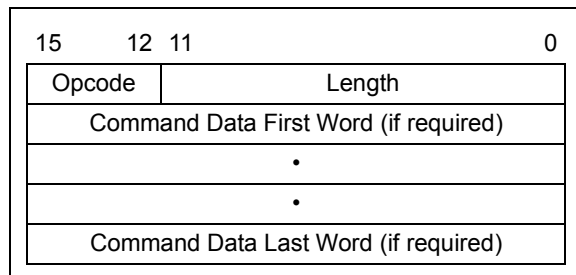 15 12 11 0
Opcode Length
Command Data First Word (if required)
•
•
Command Data Last Word (if required)